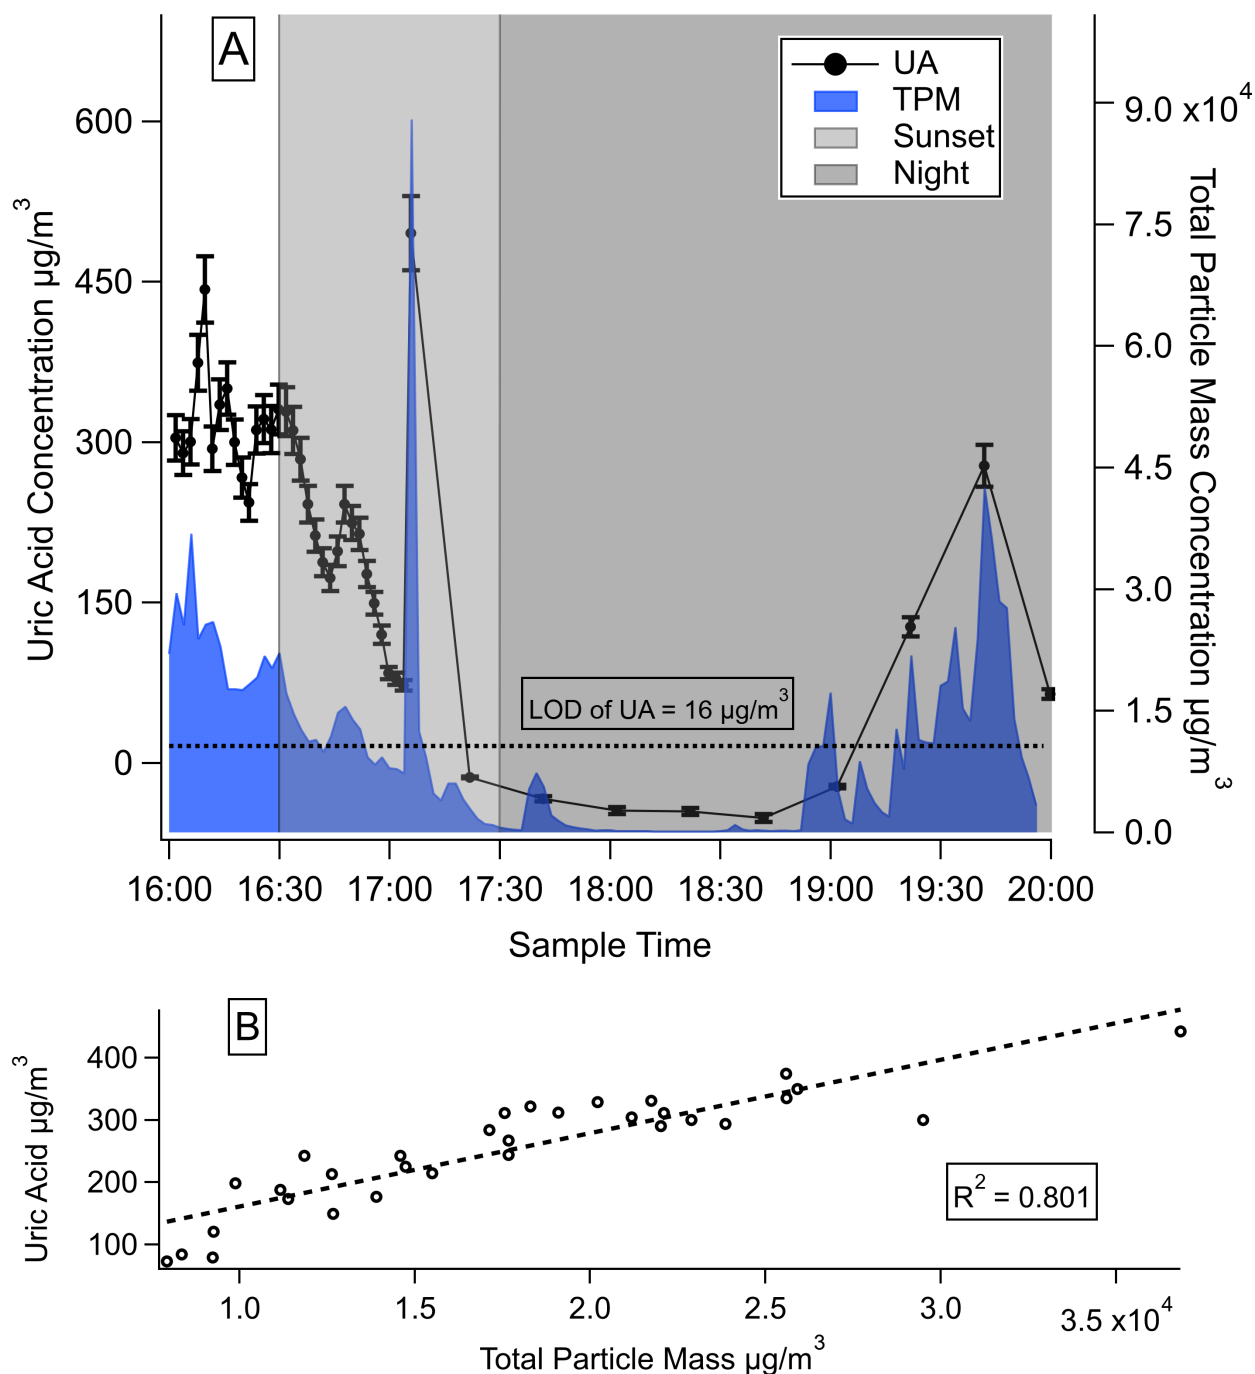 A
UA
TPM
Sunset
Night
600
450
300
150
0
Uric Acid Concentration µg/m³
9.0 x10⁴
7.5
6.0
4.5
3.0
1.5
0.0
Total Particle Mass Concentration µg/m³
LOD of UA = 16 µg/m³
16:00 16:30 17:00 17:30 18:00 18:30 19:00 19:30 20:00
Sample Time
B
400
300
200
100
Uric Acid µg/m³
R² = 0.801
1.0 1.5 2.0 2.5 3.0 3.5 x10⁴
Total Particle Mass µg/m³